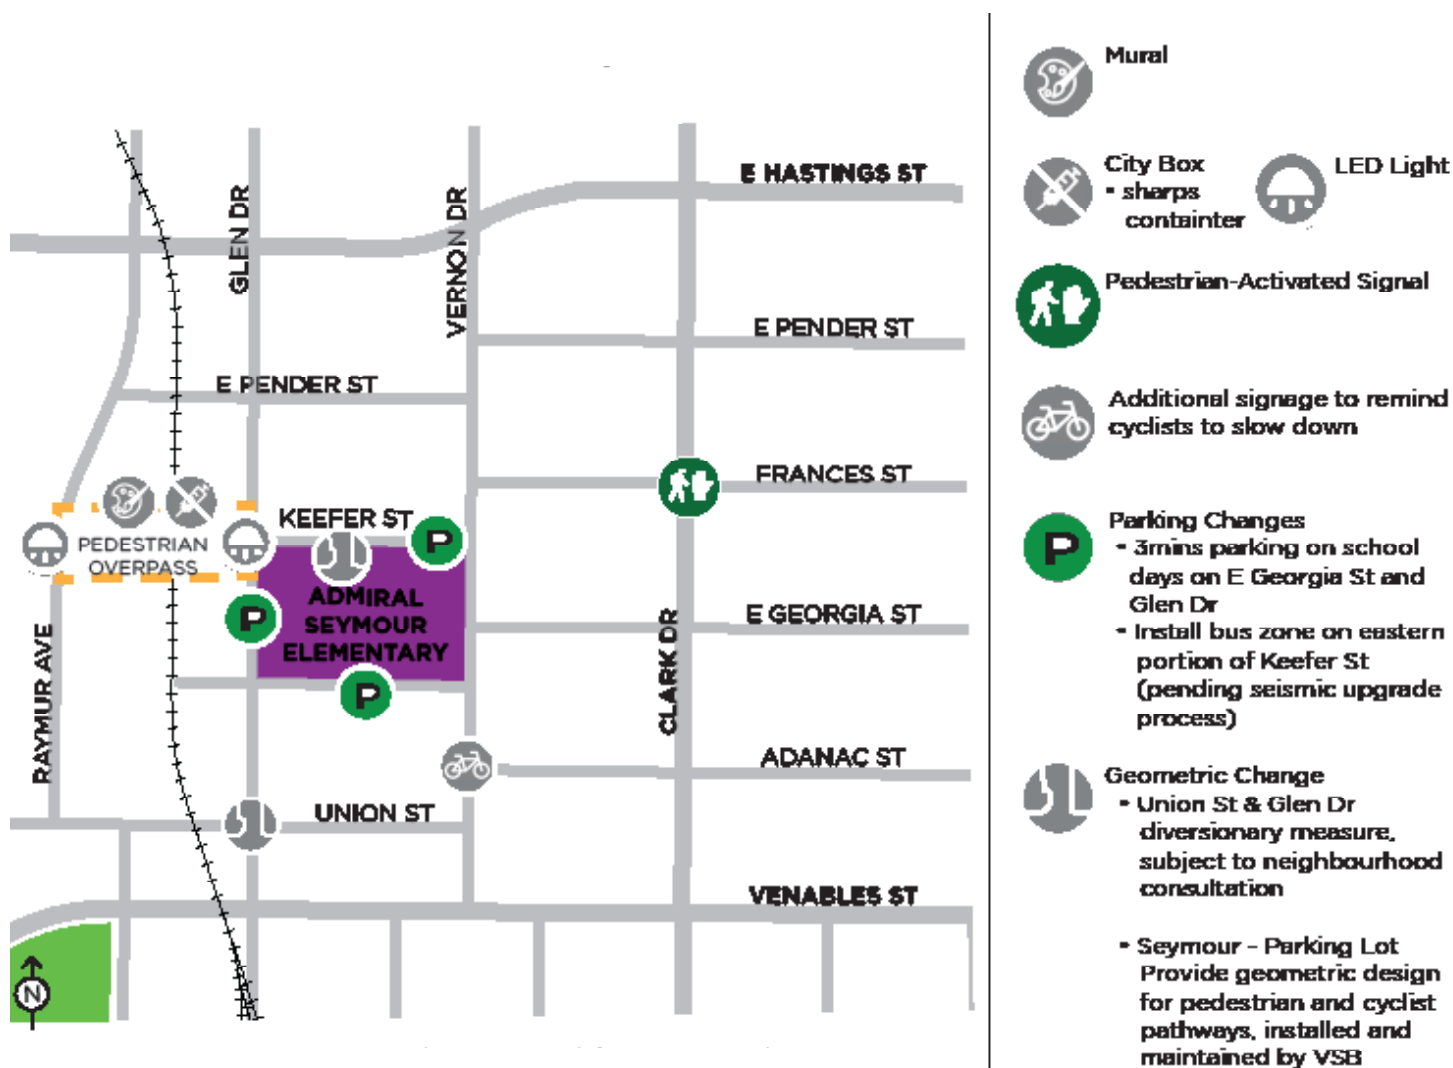 E HASTINGS ST
GLEN DR
VERNON DR
E PENDER ST
E PENDER ST
FRANCES ST
KEEFER ST
P
PEDESTRIAN
OVERPASS
ADMIRAL
SEYMOUR
ELEMENTARY
P
P
E GEORGIA ST
CLARK DR
RAYMUR AVE
ADANAC ST
UNION ST
VENABLES ST
N
Mural
City Box
• sharps
containter
LED Light
Pedestrian-Activated Signal
Additional signage to remind
cyclists to slow down
P
Parking Changes
• 3mins parking on school
days on E Georgia St and
Glen Dr
• Install bus zone on eastern
portion of Keefer St
(pending seismic upgrade
process)
Geometric Change
• Union St & Glen Dr
diversionary measure,
subject to neighbourhood
consultation
• Seymour - Parking Lot
Provide geometric design
for pedestrian and cyclist
pathways, installed and
maintained by VSB